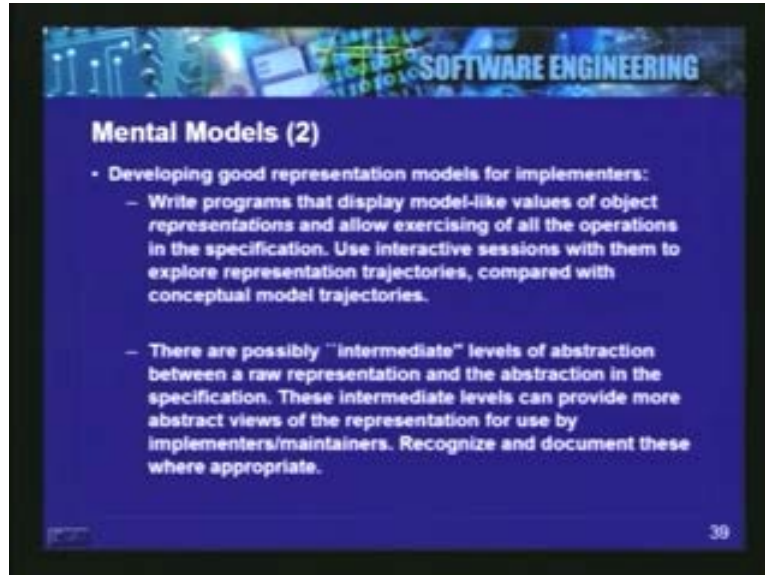 SOFTWARE ENGINEERING
Mental Models (2)
• Developing good representation models for implementers:
– Write programs that display model-like values of object
representations and allow exercising of all the operations
in the specification. Use interactive sessions with them to
explore representation trajectories, compared with
conceptual model trajectories.
– There are possibly ``intermediate'' levels of abstraction
between a raw representation and the abstraction in the
specification. These intermediate levels can provide more
abstract views of the representation for use by
implementers/maintainers. Recognize and document these
where appropriate.
39